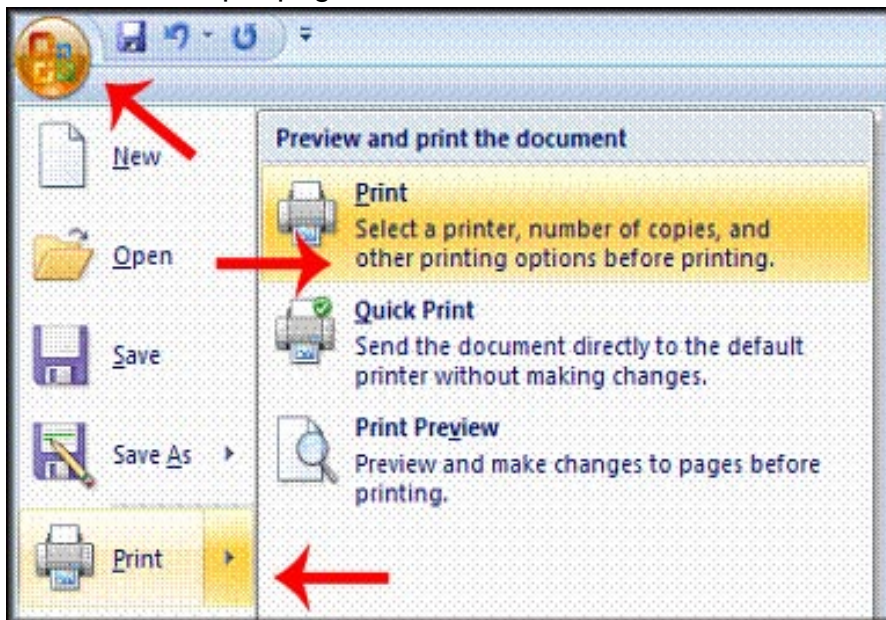 New
Open
Save
Save As
Print
Preview and print the document
Print
Select a printer, number of copies, and
other printing options before printing.
Quick Print
Send the document directly to the default
printer without making changes.
Print Preview
Preview and make changes to pages before
printing.